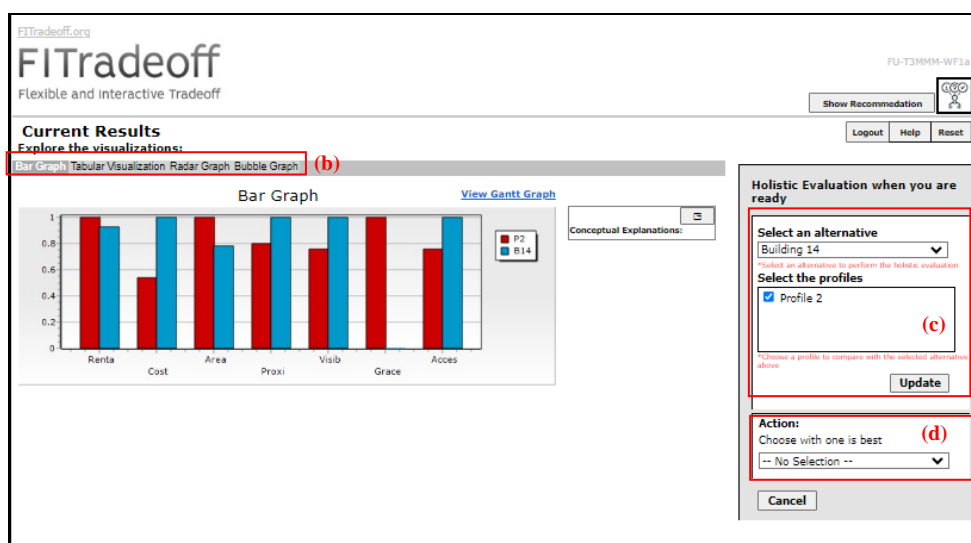 FITradeoff.org
FITradeoff
Flexible and Interactive Tradeoff
FU-T3MMM-WF1a
Show Recommedation
Current Results
Logout Help Reset
Explore the visualizations:
Bar Graph Tabular Visualization Radar Graph Bubble Graph (b)
Bar Graph
View Gantt Graph
1
0.8
0.6
0.4
0.2
0
Renta
Cost
Area
Proxi
Visib
Grace
Acces
P2
B14
Conceptual Explanations:
Holistic Evaluation when you are
ready
Select an alternative
Building 14
*Select an alternative to perform the holistic evaluation
Select the profiles
Profile 2
(c)
*Choose a profile to compare with the selected alternative
above
Update
Action:
Choose with one is best
(d)
-- No Selection --
Cancel